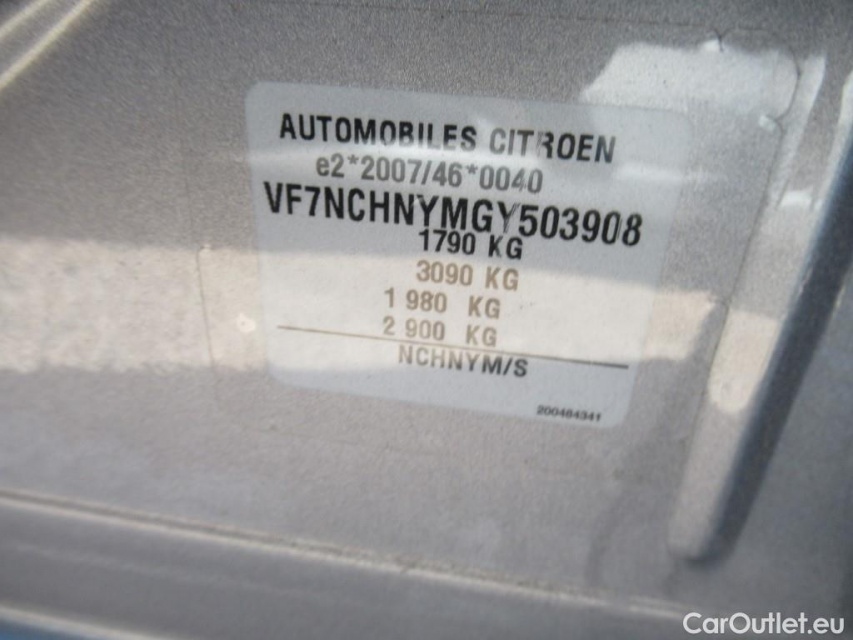 AUTOMOBILES CITROEN
e2*2007/46*0040
VF7NCHNYMGY503908
1790 KG
3090 KG
1 980 KG
2 900 KG
NCHNYM/S
200484341
CarOutlet.eu